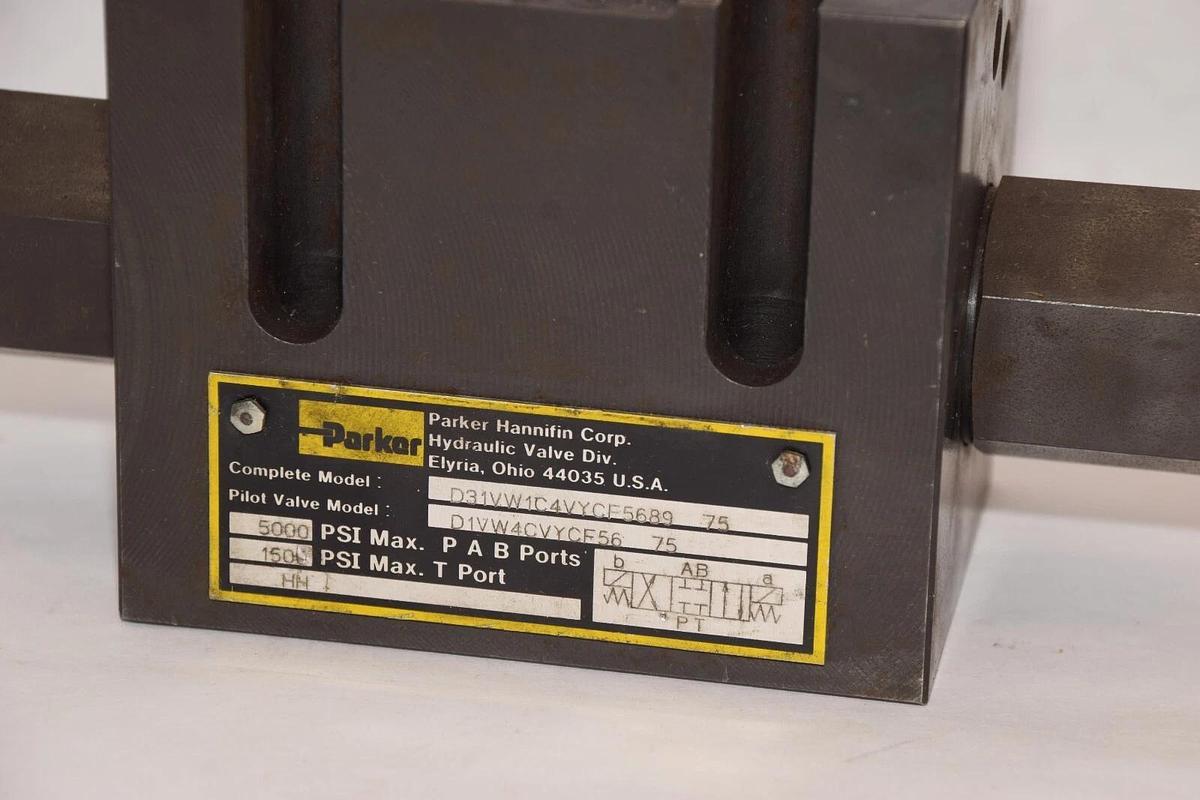 Parker
Parker Hannifin Corp.
Hydraulic Valve Div.
Elyria, Ohio 44035 U.S.A.
Complete Model : D31VW1C4VYCF5689 75
Pilot Valve Model : D1VW4CVYCF56 75
5000 PSI Max. P A B Ports
1500 PSI Max. T Port
HH
b AB a
P T